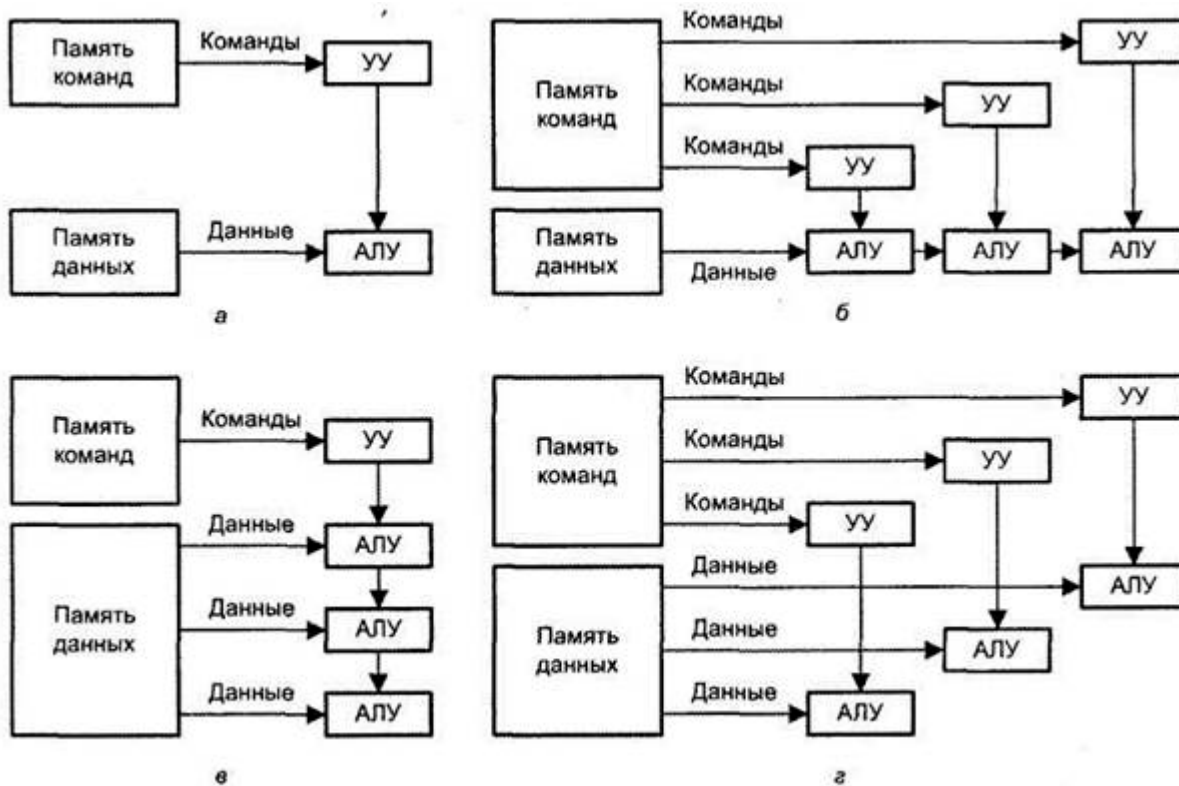 Память
команд
Команды
УУ
Память
данных
Данные
АЛУ
а
Память
команд
Команды
УУ
Команды
УУ
Команды
УУ
Память
данных
Данные
АЛУ
АЛУ
АЛУ
б
Память
команд
Команды
УУ
Память
данных
Данные
АЛУ
Данные
АЛУ
Данные
АЛУ
в
Память
команд
Команды
УУ
Команды
УУ
Команды
УУ
Память
данных
Данные
АЛУ
Данные
АЛУ
Данные
АЛУ
г